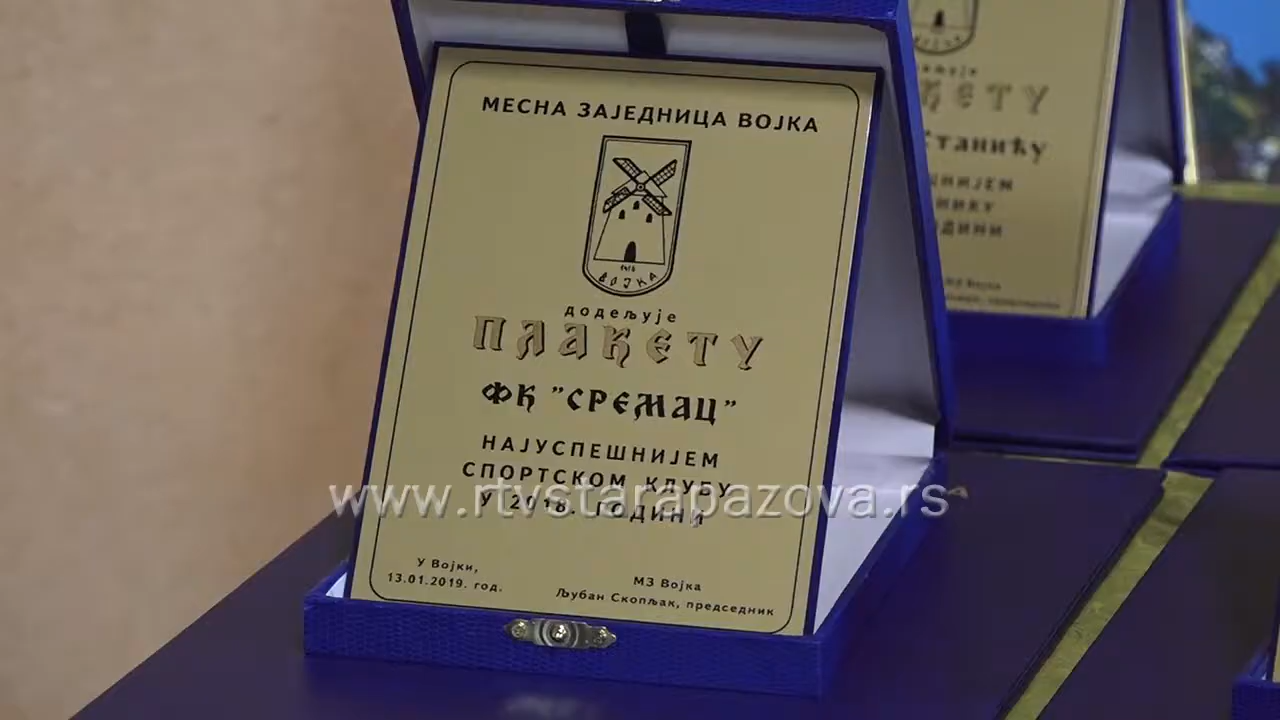 МЕСНА ЗАЈЕДНИЦА ВОЈКА
ВОЈКА
додељује
ПЛАКЕТУ
ФК "СРЕМАЦ"
НАЈУСПЕШНИЈЕМ
СПОРТСКОМ КЛУБУ
У 2018. ГОДИНИ
У Војки,
13.01.2019. год.
МЗ Војка
Љубан Скопљак, председник
www.rtvstarapazova.rs